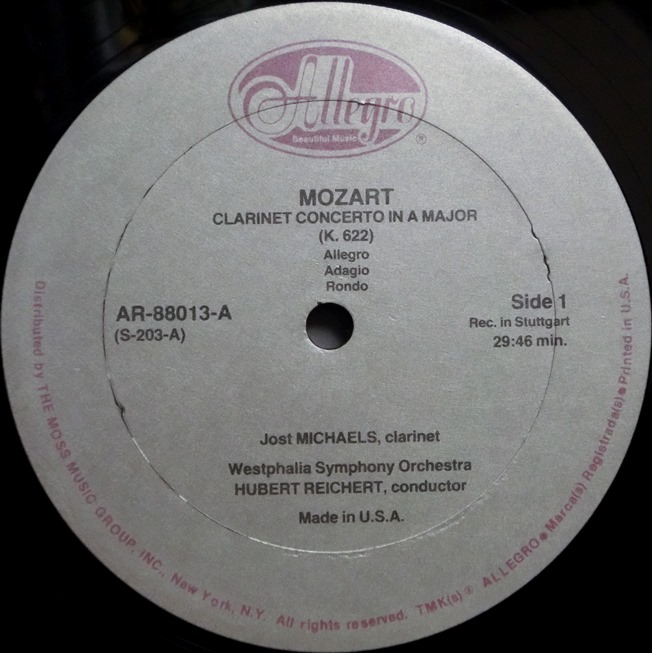 Allegro
Beautiful Music
®
MOZART
CLARINET CONCERTO IN A MAJOR
(K. 622)
Allegro
Adagio
Rondo
AR-88013-A
(S-203-A)
Side 1
Rec. in Stuttgart
29:46 min.
Jost MICHAELS, clarinet
Westphalia Symphony Orchestra
HUBERT REICHERT, conductor
Made in U.S.A.
Distributed by THE MOSS MUSIC GROUP, INC., New York, N.Y. All rights reserved. TMK(s) ® ALLEGRO ● Marca(s) Registrada(s) ● Printed in U.S.A.